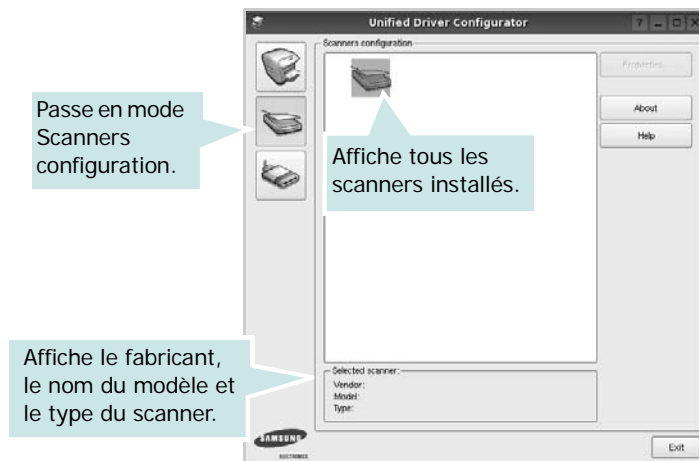 Unified Driver Configurator
Scanners configuration
Properties...
About
Help
Passe en mode
Scanners
configuration.
Affiche tous les
scanners installés.
Affiche le fabricant,
le nom du modèle et
le type du scanner.
Selected scanner:
Vendor:
Model:
Type:
SAMSUNG
ELECTRONICS
Exit